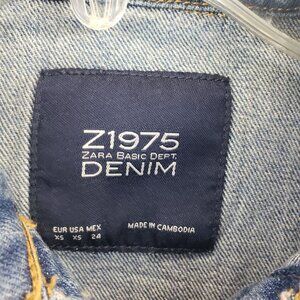 Z1975
ZARA BASIC DEPT.
DENIM
EUR USA MEX
XS XS 24
MADE IN CAMBODIA